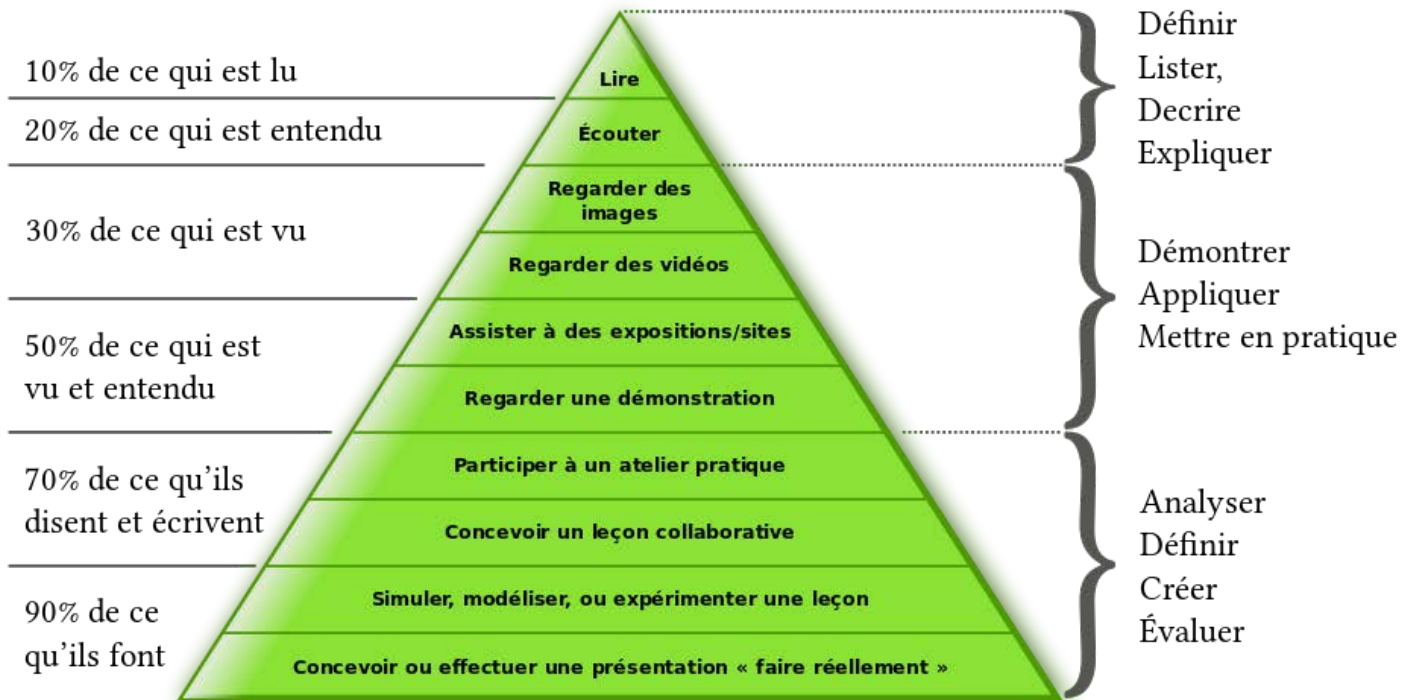 10% de ce qui est lu
20% de ce qui est entendu
30% de ce qui est vu
50% de ce qui est
vu et entendu
70% de ce qu'ils
disent et écrivent
90% de ce
qu'ils font
Lire
Écouter
Regarder des
images
Regarder des vidéos
Assister à des expositions/sites
Regarder une démonstration
Participer à un atelier pratique
Concevoir un leçon collaborative
Simuler, modéliser, ou expérimenter une leçon
Concevoir ou effectuer une présentation « faire réellement »
Définir
Lister,
Decrire
Expliquer
Démontrer
Appliquer
Mettre en pratique
Analyser
Définir
Créer
Évaluer